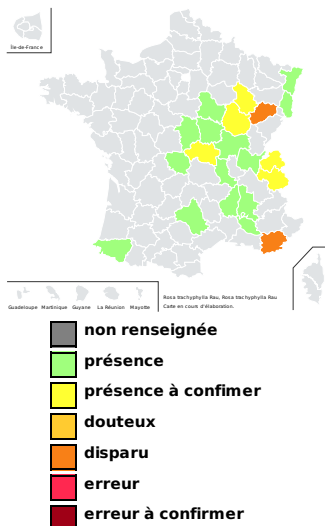 Île-de-France
Guadeloupe Martinique Guyane La Réunion Mayotte
Rosa trachyphylla Rau, Rosa trachyphylla Rau
Carte en cours d'élaboration.
non renseignée
présence
présence à confimer
douteux
disparu
erreur
erreur à confirmer